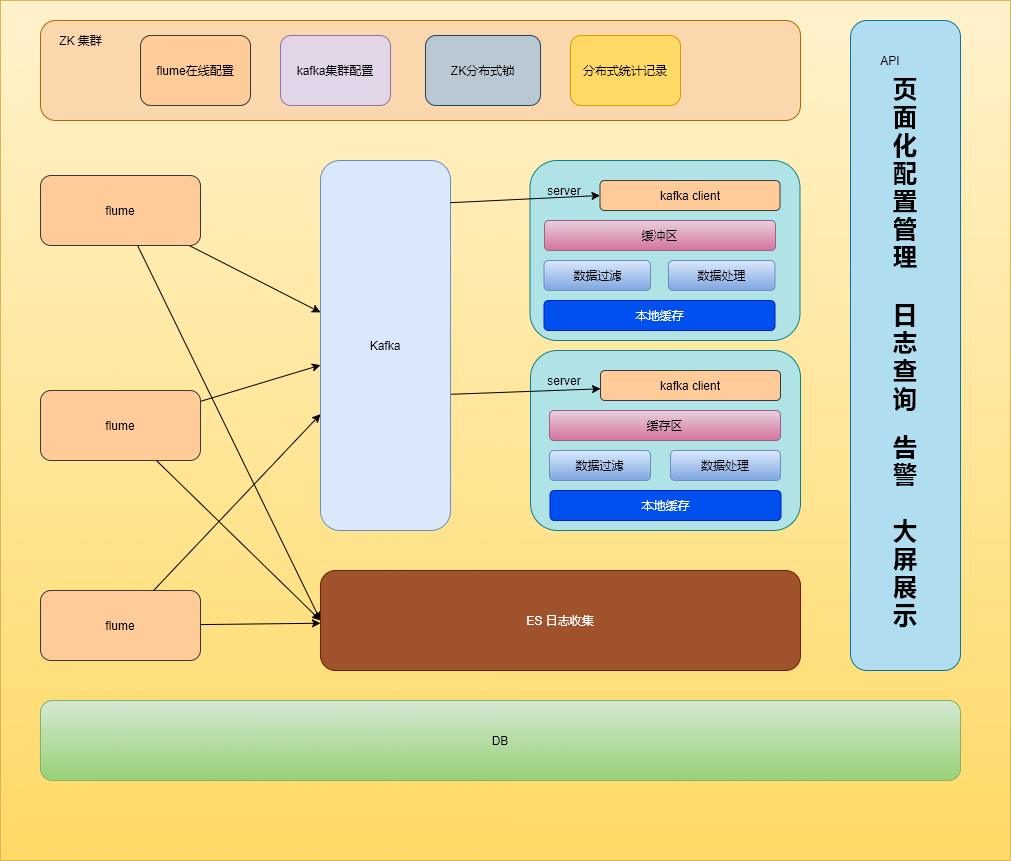 ZK 集群
flume在线配置
kafka集群配置
ZK分布式锁
分布式统计记录
flume
flume
flume
Kafka
server
kafka client
缓冲区
数据过滤
数据处理
本地缓存
server
kafka client
缓存区
数据过滤
数据处理
本地缓存
ES 日志收集
DB
API
页面化配置管理
日志查询
告警
大屏展示